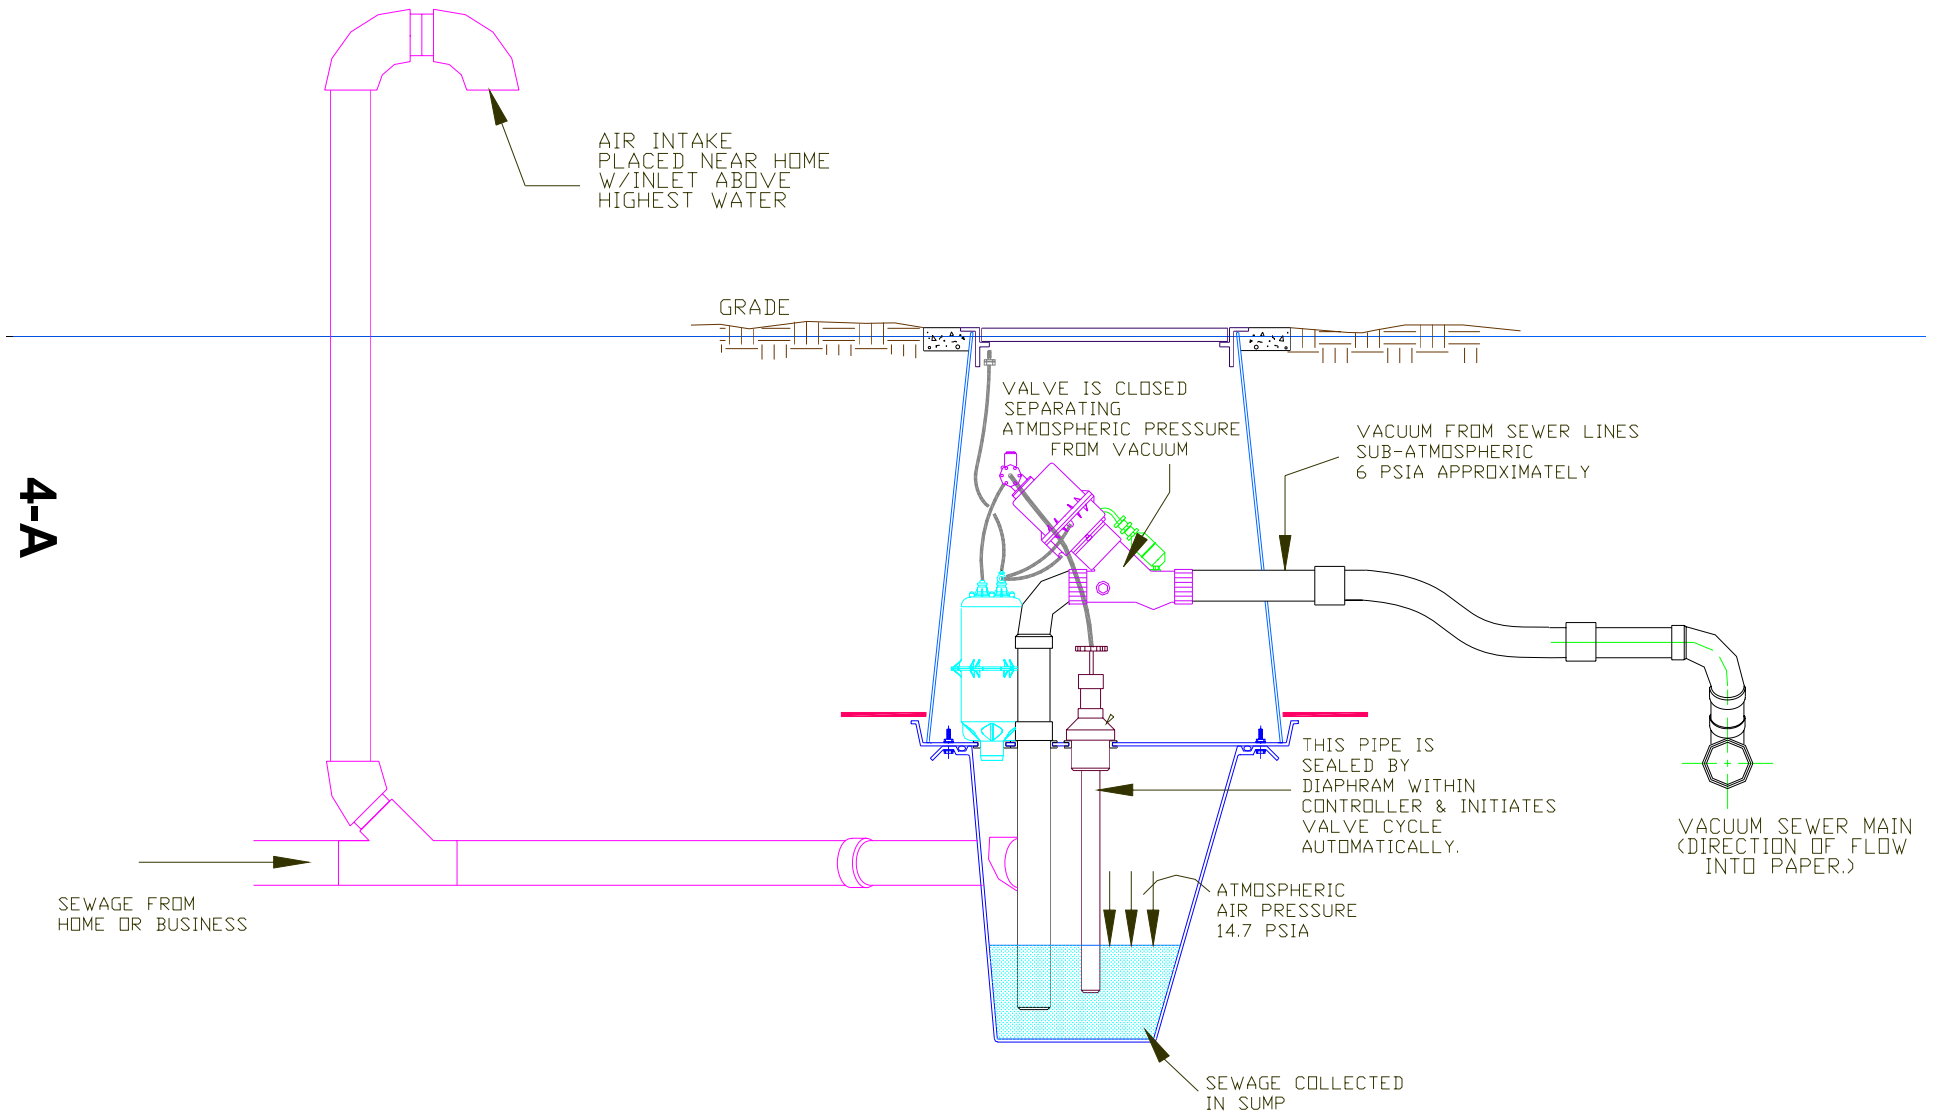 AIR INTAKE
PLACED NEAR HOME
W/INLET ABOVE
HIGHEST WATER
GRADE
VALVE IS CLOSED
SEPARATING
ATMOSPHERIC PRESSURE
FROM VACUUM
VACUUM FROM SEWER LINES
SUB-ATMOSPHERIC
6 PSIA APPROXIMATELY
4-A
THIS PIPE IS
SEALED BY
DIAPHRAM WITHIN
CONTROLLER & INITIATES
VALVE CYCLE
AUTOMATICALLY.
VACUUM SEWER MAIN
(DIRECTION OF FLOW
INTO PAPER.)
SEWAGE FROM
HOME OR BUSINESS
ATMOSPHERIC
AIR PRESSURE
14.7 PSIA
SEWAGE COLLECTED
IN SUMP